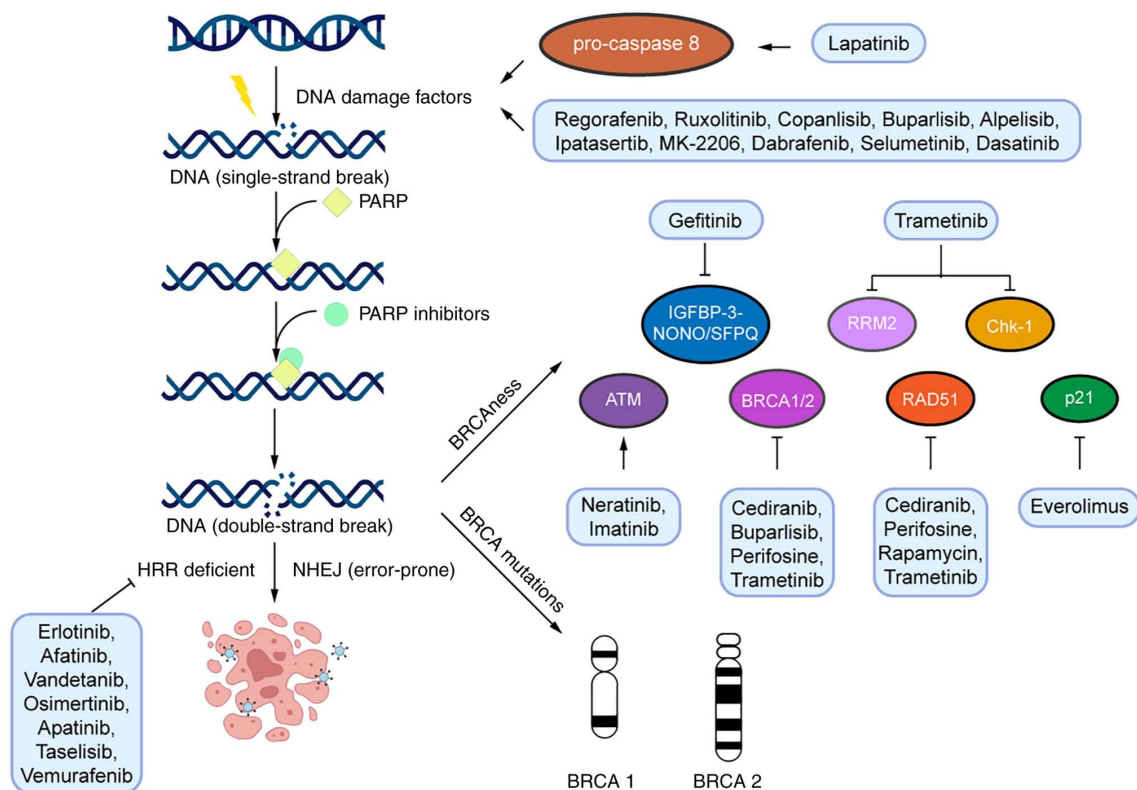 pro-caspase 8
Lapatinib
DNA damage factors
Regorafenib, Ruxolitinib, Copanlisib, Buparlisib, Alpelisib,
Ipatasertib, MK-2206, Dabrafenib, Selumetinib, Dasatinib
DNA (single-strand break)
PARP
Gefitinib
Trametinib
PARP inhibitors
IGFBP-3-
NONO/SFPQ
RRM2
Chk-1
BRCAness
ATM
BRCA1/2
RAD51
p21
DNA (double-strand break)
Neratinib,
Imatinib
Cediranib,
Buparlisib,
Perifosine,
Trametinib
Cediranib,
Perifosine,
Rapamycin,
Trametinib
Everolimus
BRCA mutations
HRR deficient
NHEJ (error-prone)
Erlotinib,
Afatinib,
Vandetanib,
Osimertinib,
Apatinib,
Taselisib,
Vemurafenib
BRCA 1
BRCA 2